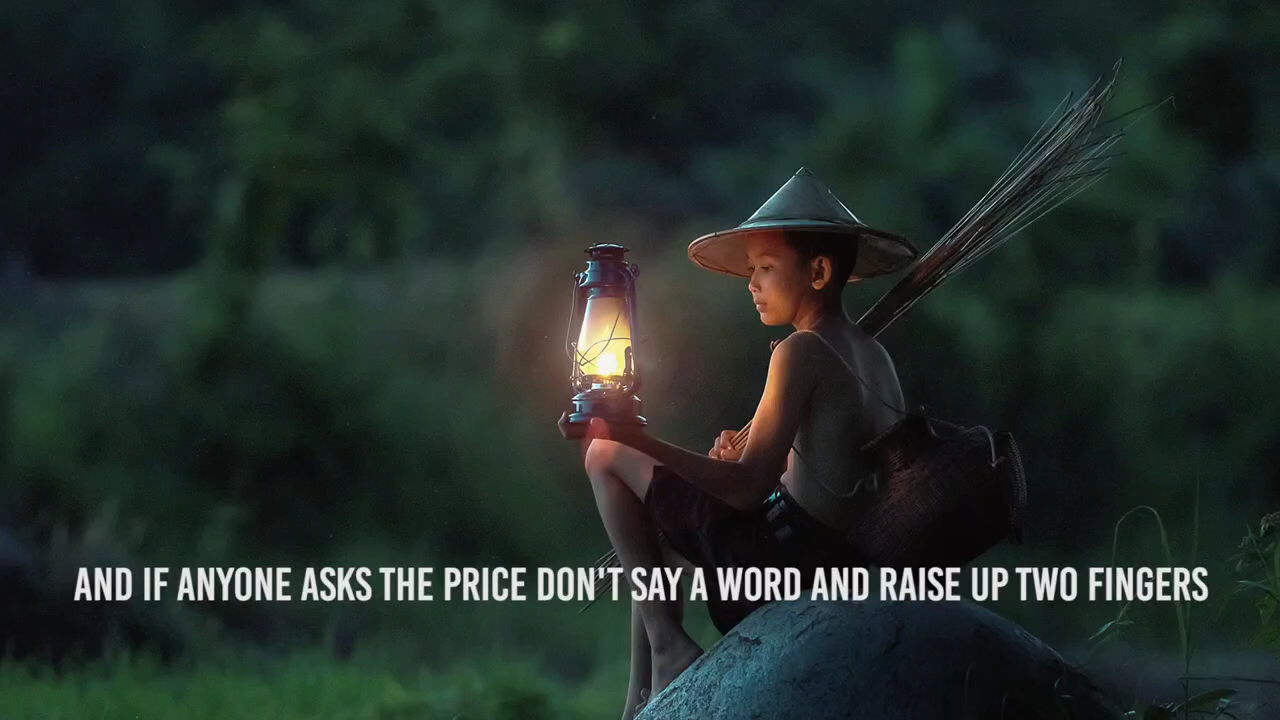 AND IF ANYONE ASKS THE PRICE DON'T SAY A WORD AND RAISE UP TWO FINGERS